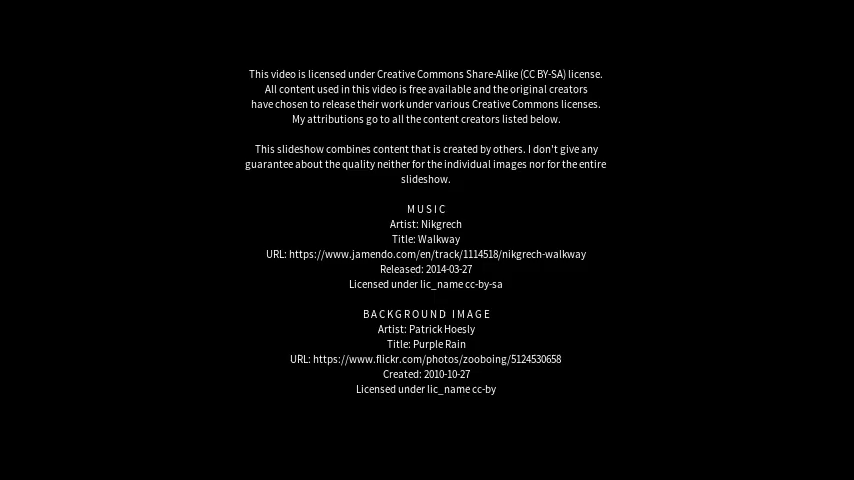 This video is licensed under Creative Commons Share-Alike (CC BY-SA) license.
All content used in this video is free available and the original creators
have chosen to release their work under various Creative Commons licenses.
My attributions go to all the content creators listed below.
This slideshow combines content that is created by others. I don't give any
guarantee about the quality neither for the individual images nor for the entire
slideshow.
M U S I C
Artist: Nikgrech
Title: Walkway
URL: https://www.jamendo.com/en/track/1114518/nikgrech-walkway
Released: 2014-03-27
Licensed under lic_name cc-by-sa
B A C K G R O U N D   I M A G E
Artist: Patrick Hoesly
Title: Purple Rain
URL: https://www.flickr.com/photos/zooboing/5124530658
Created: 2010-10-27
Licensed under lic_name cc-by